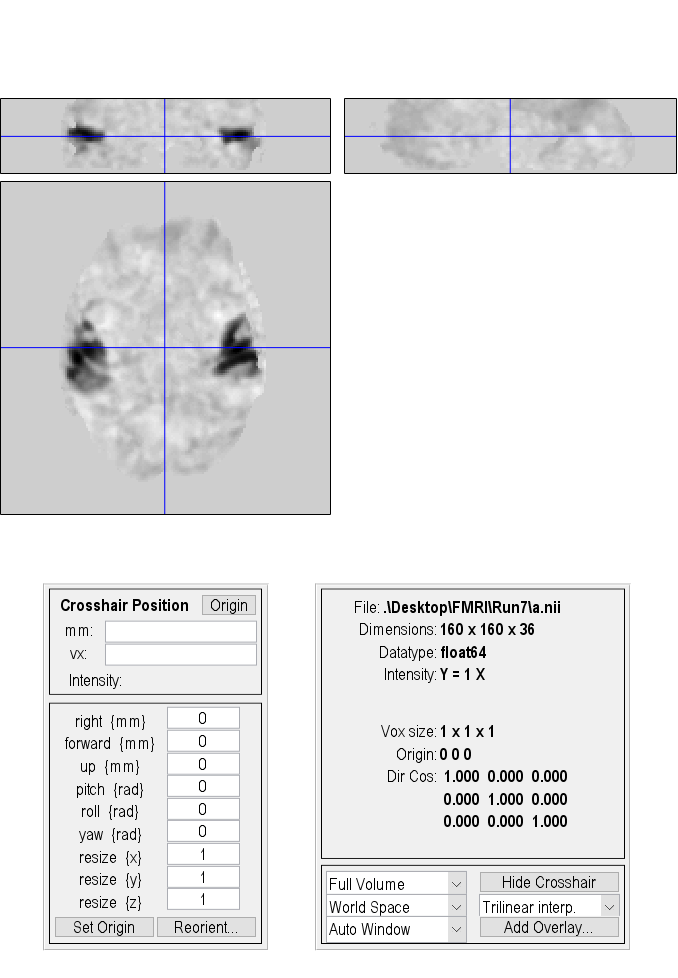 Crosshair Position Origin
mm:
vx:
Intensity:
right {mm} 0
forward {mm} 0
up {mm} 0
pitch {rad} 0
roll {rad} 0
yaw {rad} 0
resize {x} 1
resize {y} 1
resize {z} 1
Set Origin Reorient...
File: .\Desktop\FMRI\Run7\a.nii
Dimensions: 160 x 160 x 36
Datatype: float64
Intensity: Y = 1 X
Vox size: 1 x 1 x 1
Origin: 0 0 0
Dir Cos: 1.000 0.000 0.000
0.000 1.000 0.000
0.000 0.000 1.000
Full Volume Hide Crosshair
World Space Trilinear interp.
Auto Window Add Overlay...